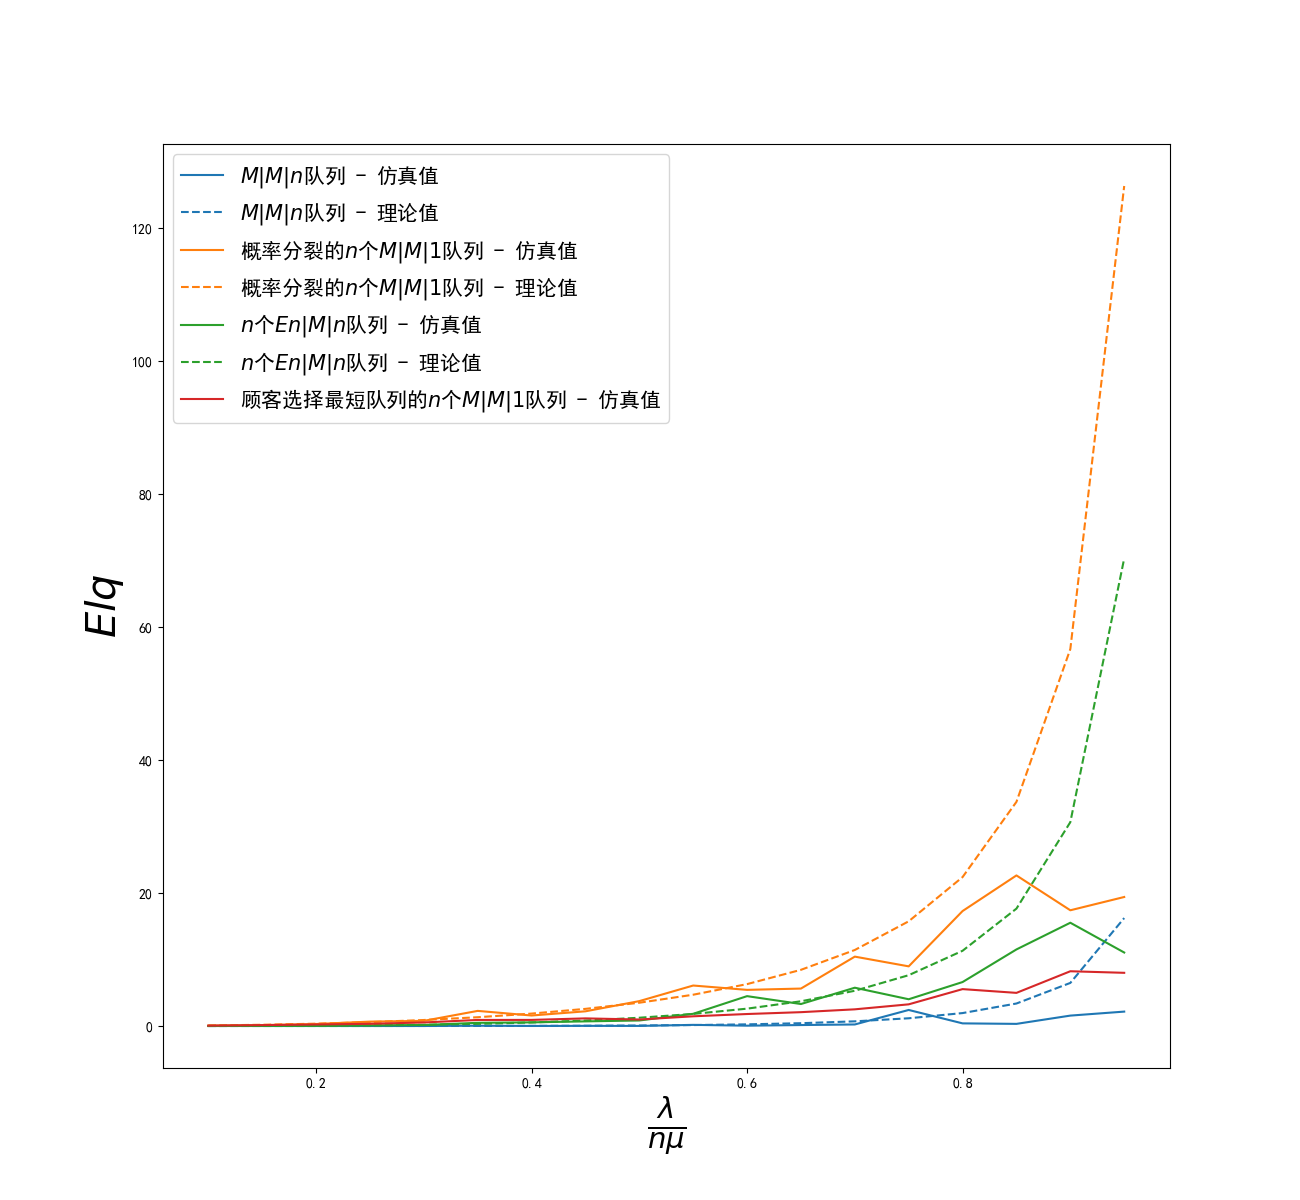 M|M|n队列 - 仿真值
M|M|n队列 - 理论值
概率分裂的n个M|M|1队列 - 仿真值
概率分裂的n个M|M|1队列 - 理论值
n个En|M|n队列 - 仿真值
n个En|M|n队列 - 理论值
顾客选择最短队列的n个M|M|1队列 - 仿真值
120
100
80
60
40
20
0
Elq
0.2 0.4 0.6 0.8
λ
nμ